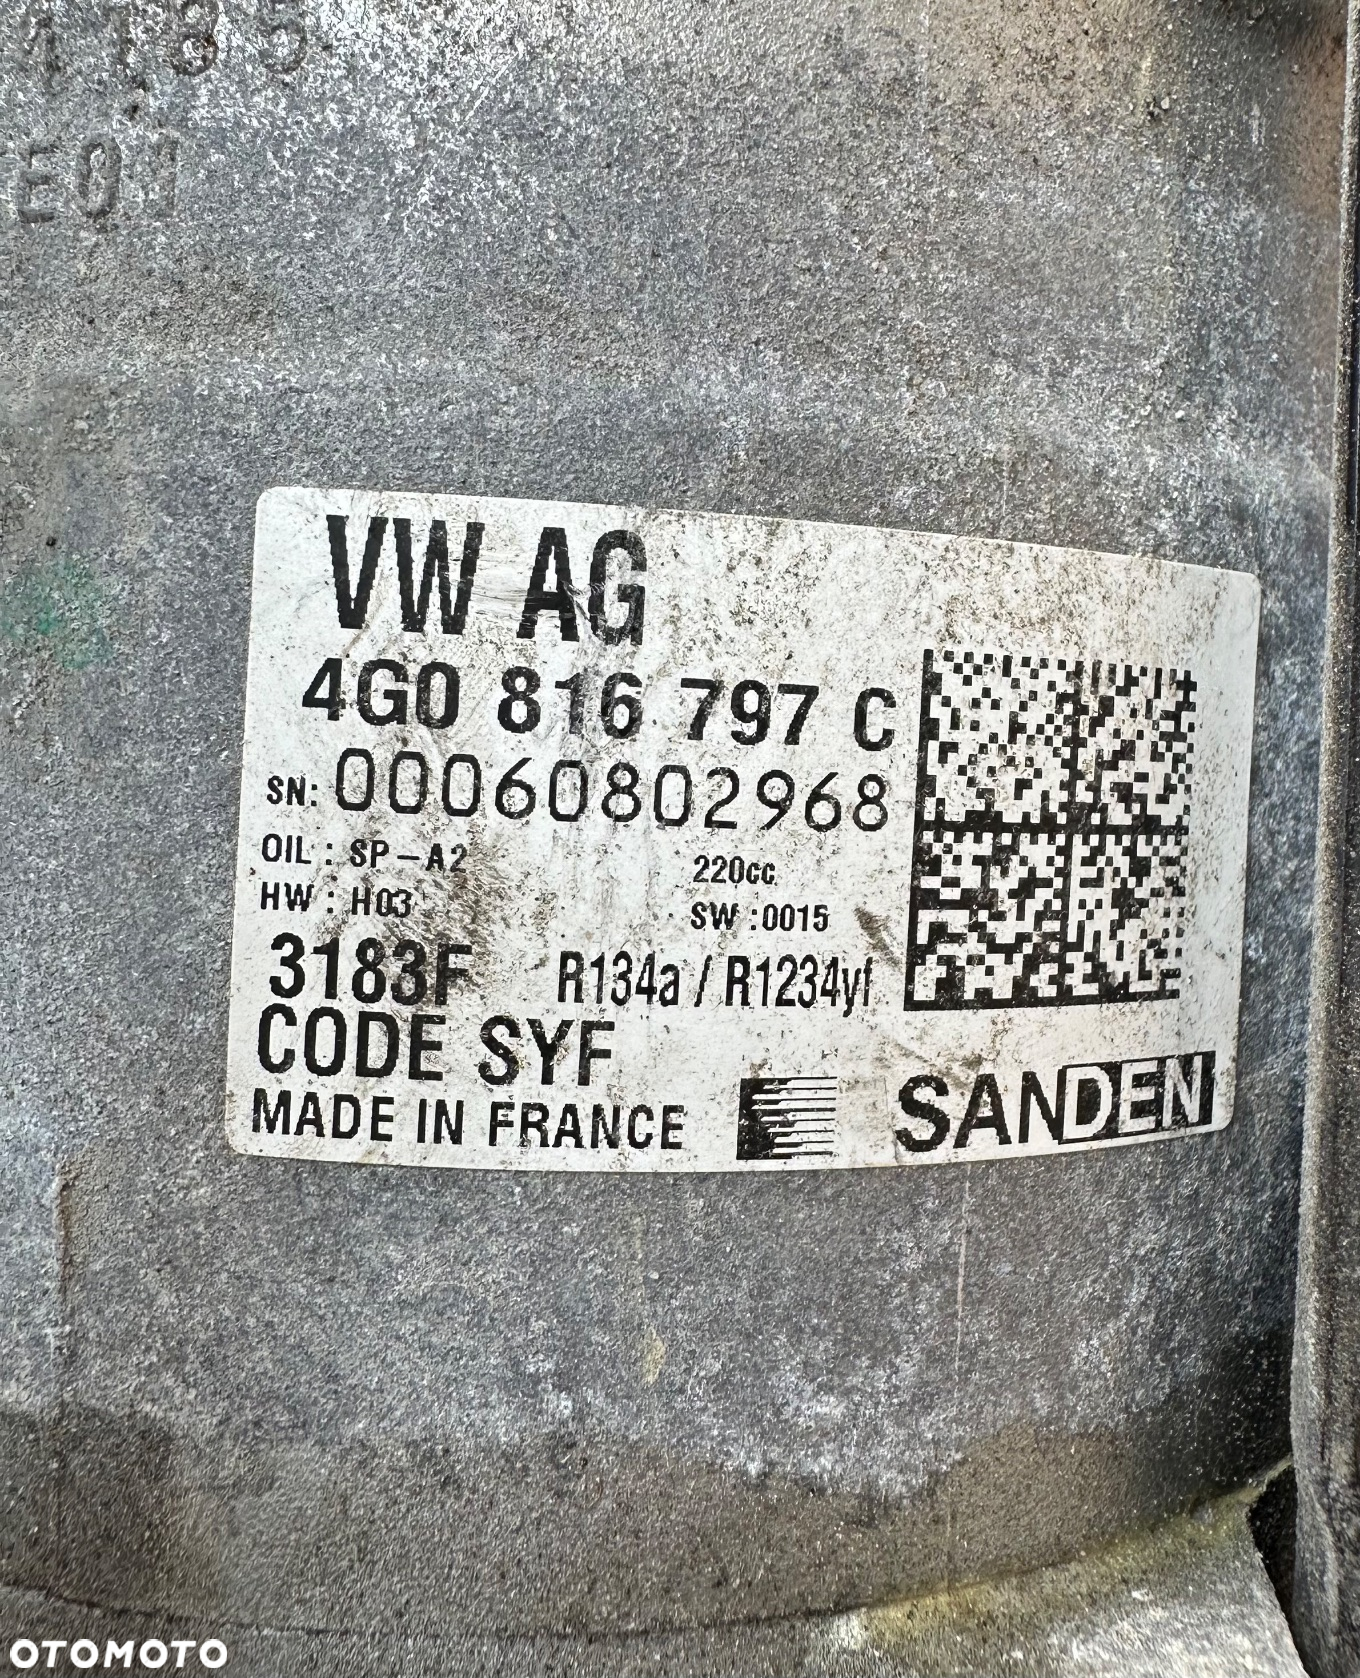 E01
VW AG
4G0 816 797 C
SN: 00060802968
OIL : SP-A2 220cc
HW : H03 SW :0015
3183F R134a / R1234yf
CODE SYF
MADE IN FRANCE SANDEN
OTOMOTO